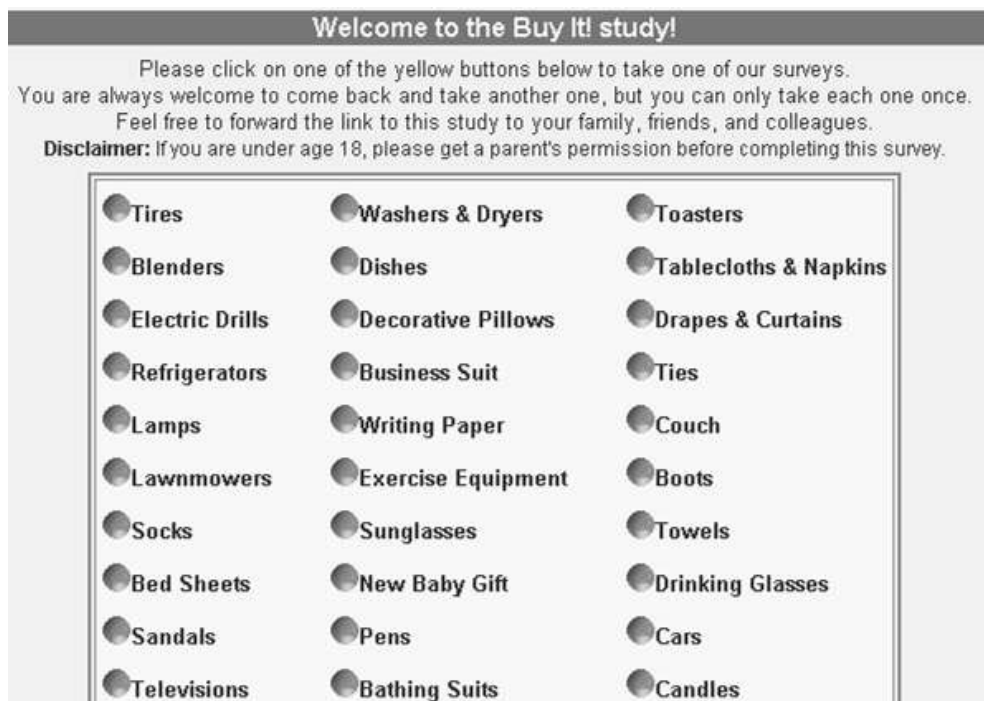 Welcome to the Buy It! study!
Please click on one of the yellow buttons below to take one of our surveys.
You are always welcome to come back and take another one, but you can only take each one once.
Feel free to forward the link to this study to your family, friends, and colleagues.
Disclaimer: If you are under age 18, please get a parent's permission before completing this survey.
Tires Washers & Dryers Toasters
Blenders Dishes Tablecloths & Napkins
Electric Drills Decorative Pillows Drapes & Curtains
Refrigerators Business Suit Ties
Lamps Writing Paper Couch
Lawnmowers Exercise Equipment Boots
Socks Sunglasses Towels
Bed Sheets New Baby Gift Drinking Glasses
Sandals Pens Cars
Televisions Bathing Suits Candles